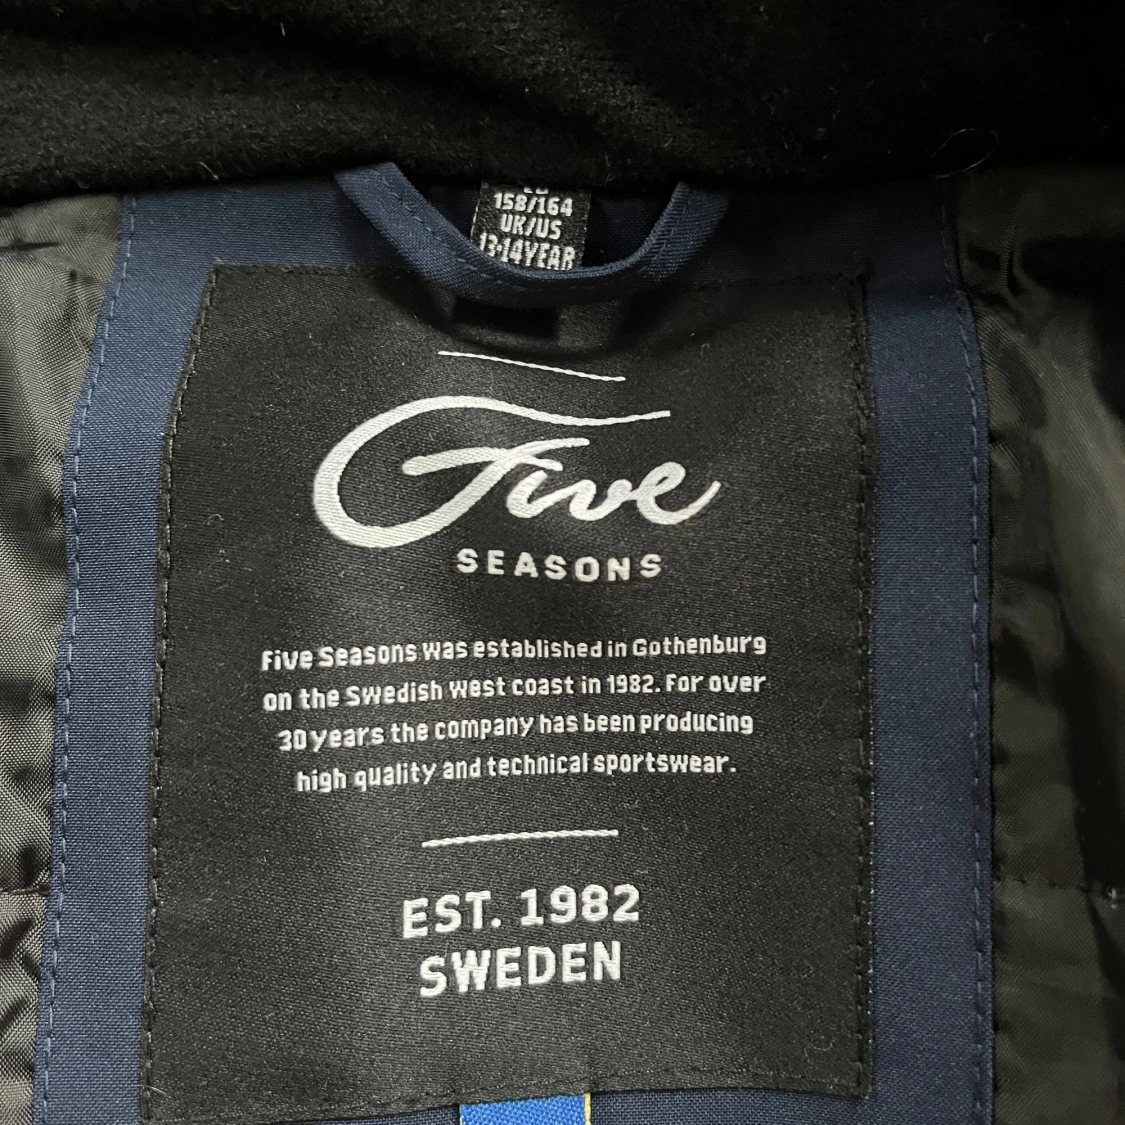 158/164
UK/US
13-14YEAR
Five
SEASONS
Five Seasons was established in Gothenburg
on the Swedish west coast in 1982. For over
30 years the company has been producing
high quality and technical sportswear.
EST. 1982
SWEDEN